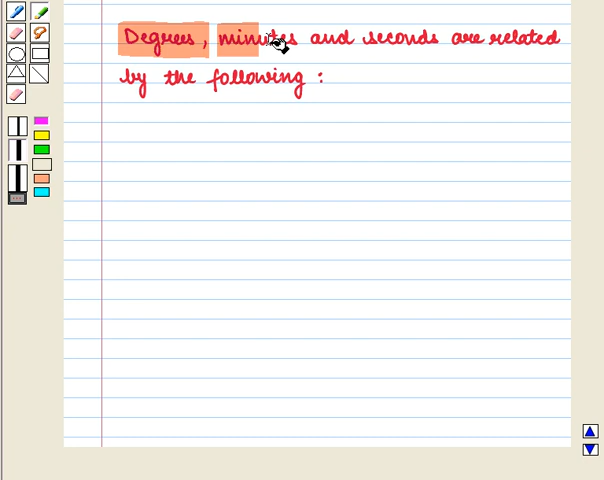 Degrees, minutes and seconds are related
by the following :